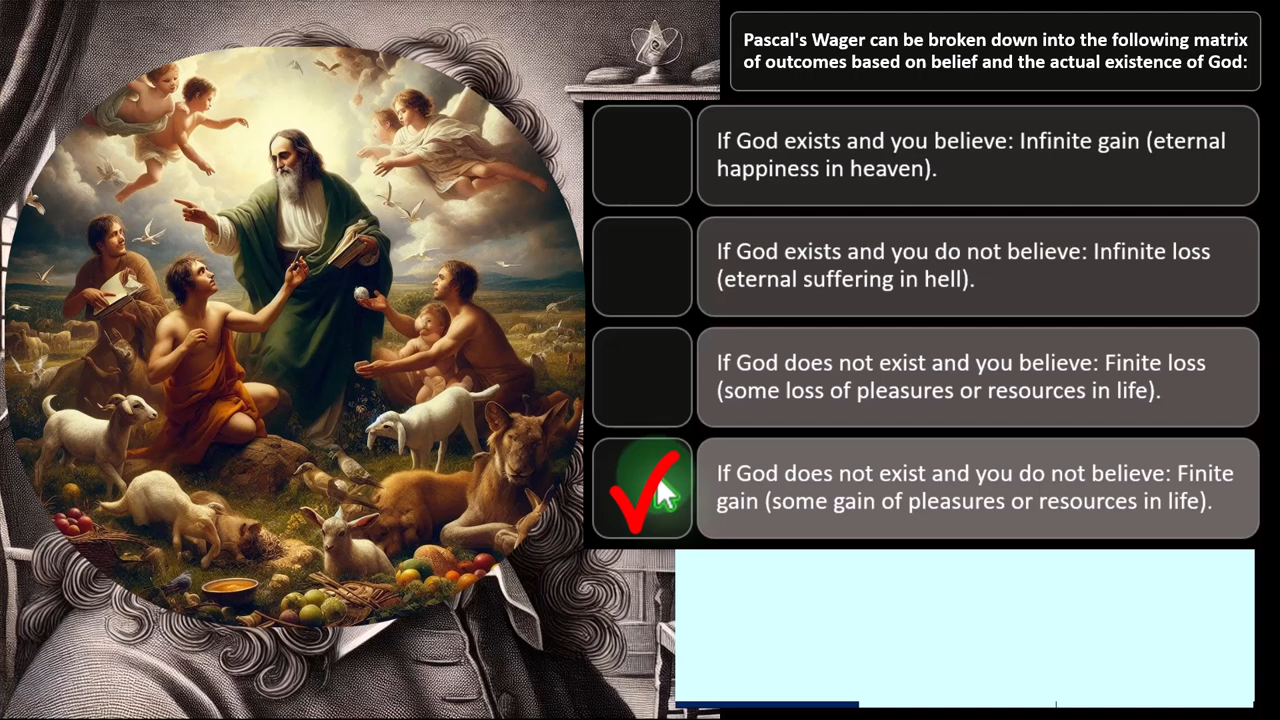 Pascal's Wager can be broken down into the following matrix
of outcomes based on belief and the actual existence of God:
If God exists and you believe: Infinite gain (eternal
happiness in heaven).
If God exists and you do not believe: Infinite loss
(eternal suffering in hell).
If God does not exist and you believe: Finite loss
(some loss of pleasures or resources in life).
If God does not exist and you do not believe: Finite
gain (some gain of pleasures or resources in life).